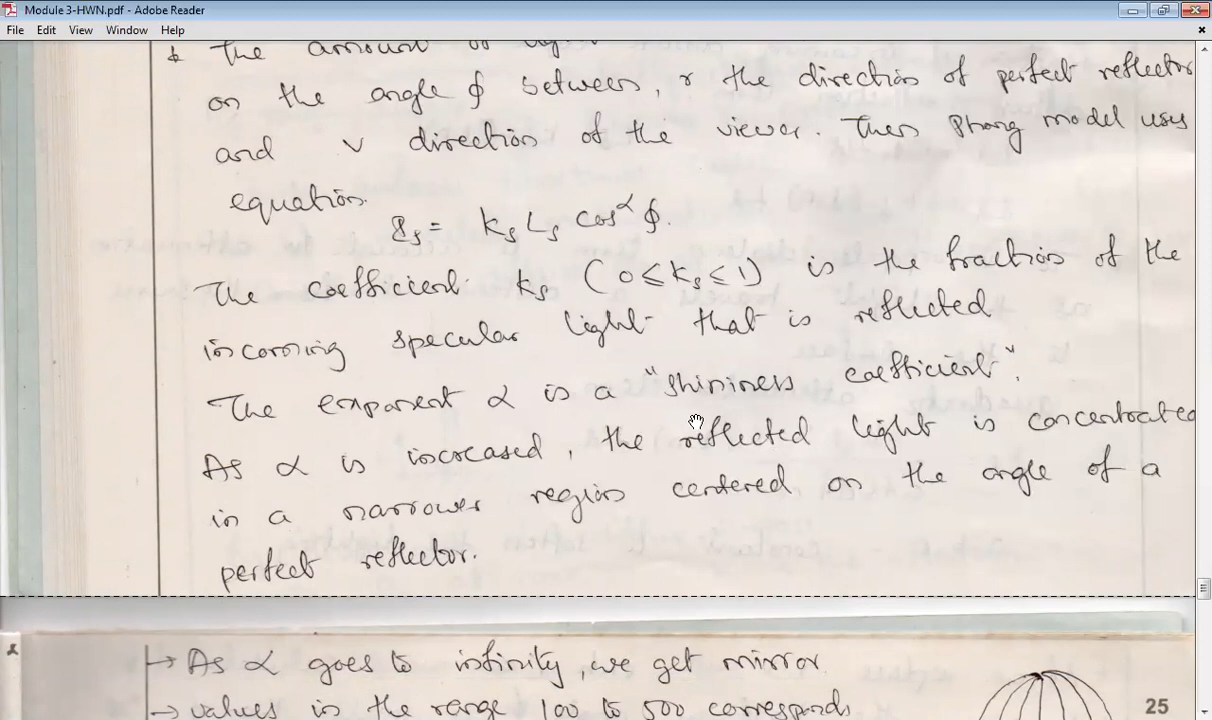 Module 3-HWN.pdf - Adobe Reader
File Edit View Window Help
The amount of light
on the angle ϕ between, r the direction of perfect reflector
and v direction of the viewer. Then Phong model uses
equation.
Is = ks Ls cos^α ϕ.
The coefficient ks (0 ≤ ks ≤ 1) is the fraction of the
incoming specular light that is reflected
The exponent α is a "shininess coefficient".
As α is increased, the reflected light is concentrated
in a narrower region centered on the angle of a
perfect reflector.
→ As α goes to infinity, we get mirror.
→ values in the range 100 to 500 corresponds
25